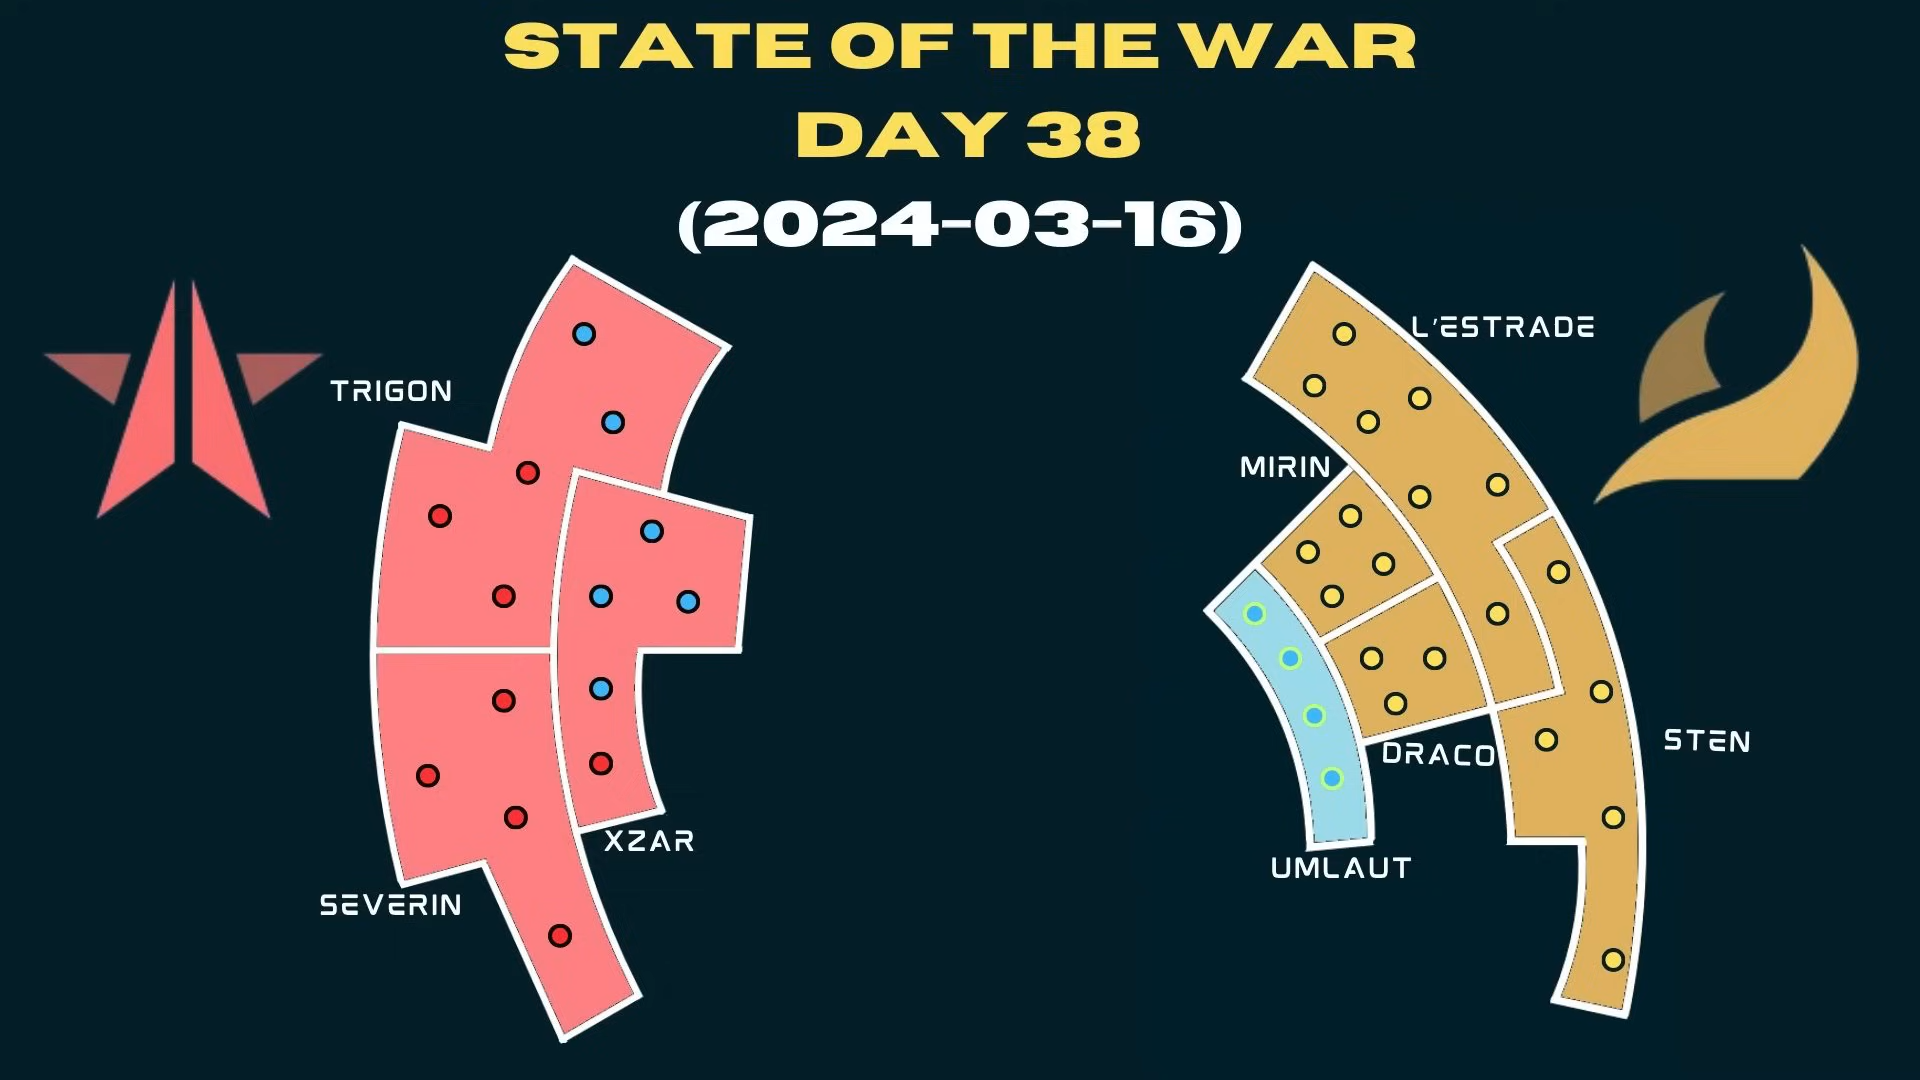 STATE OF THE WAR
DAY 38
(2024-03-16)
L'ESTRADE
TRIGON
MIRIN
STEN
DRACO
XZAR
UMLAUT
SEVERIN